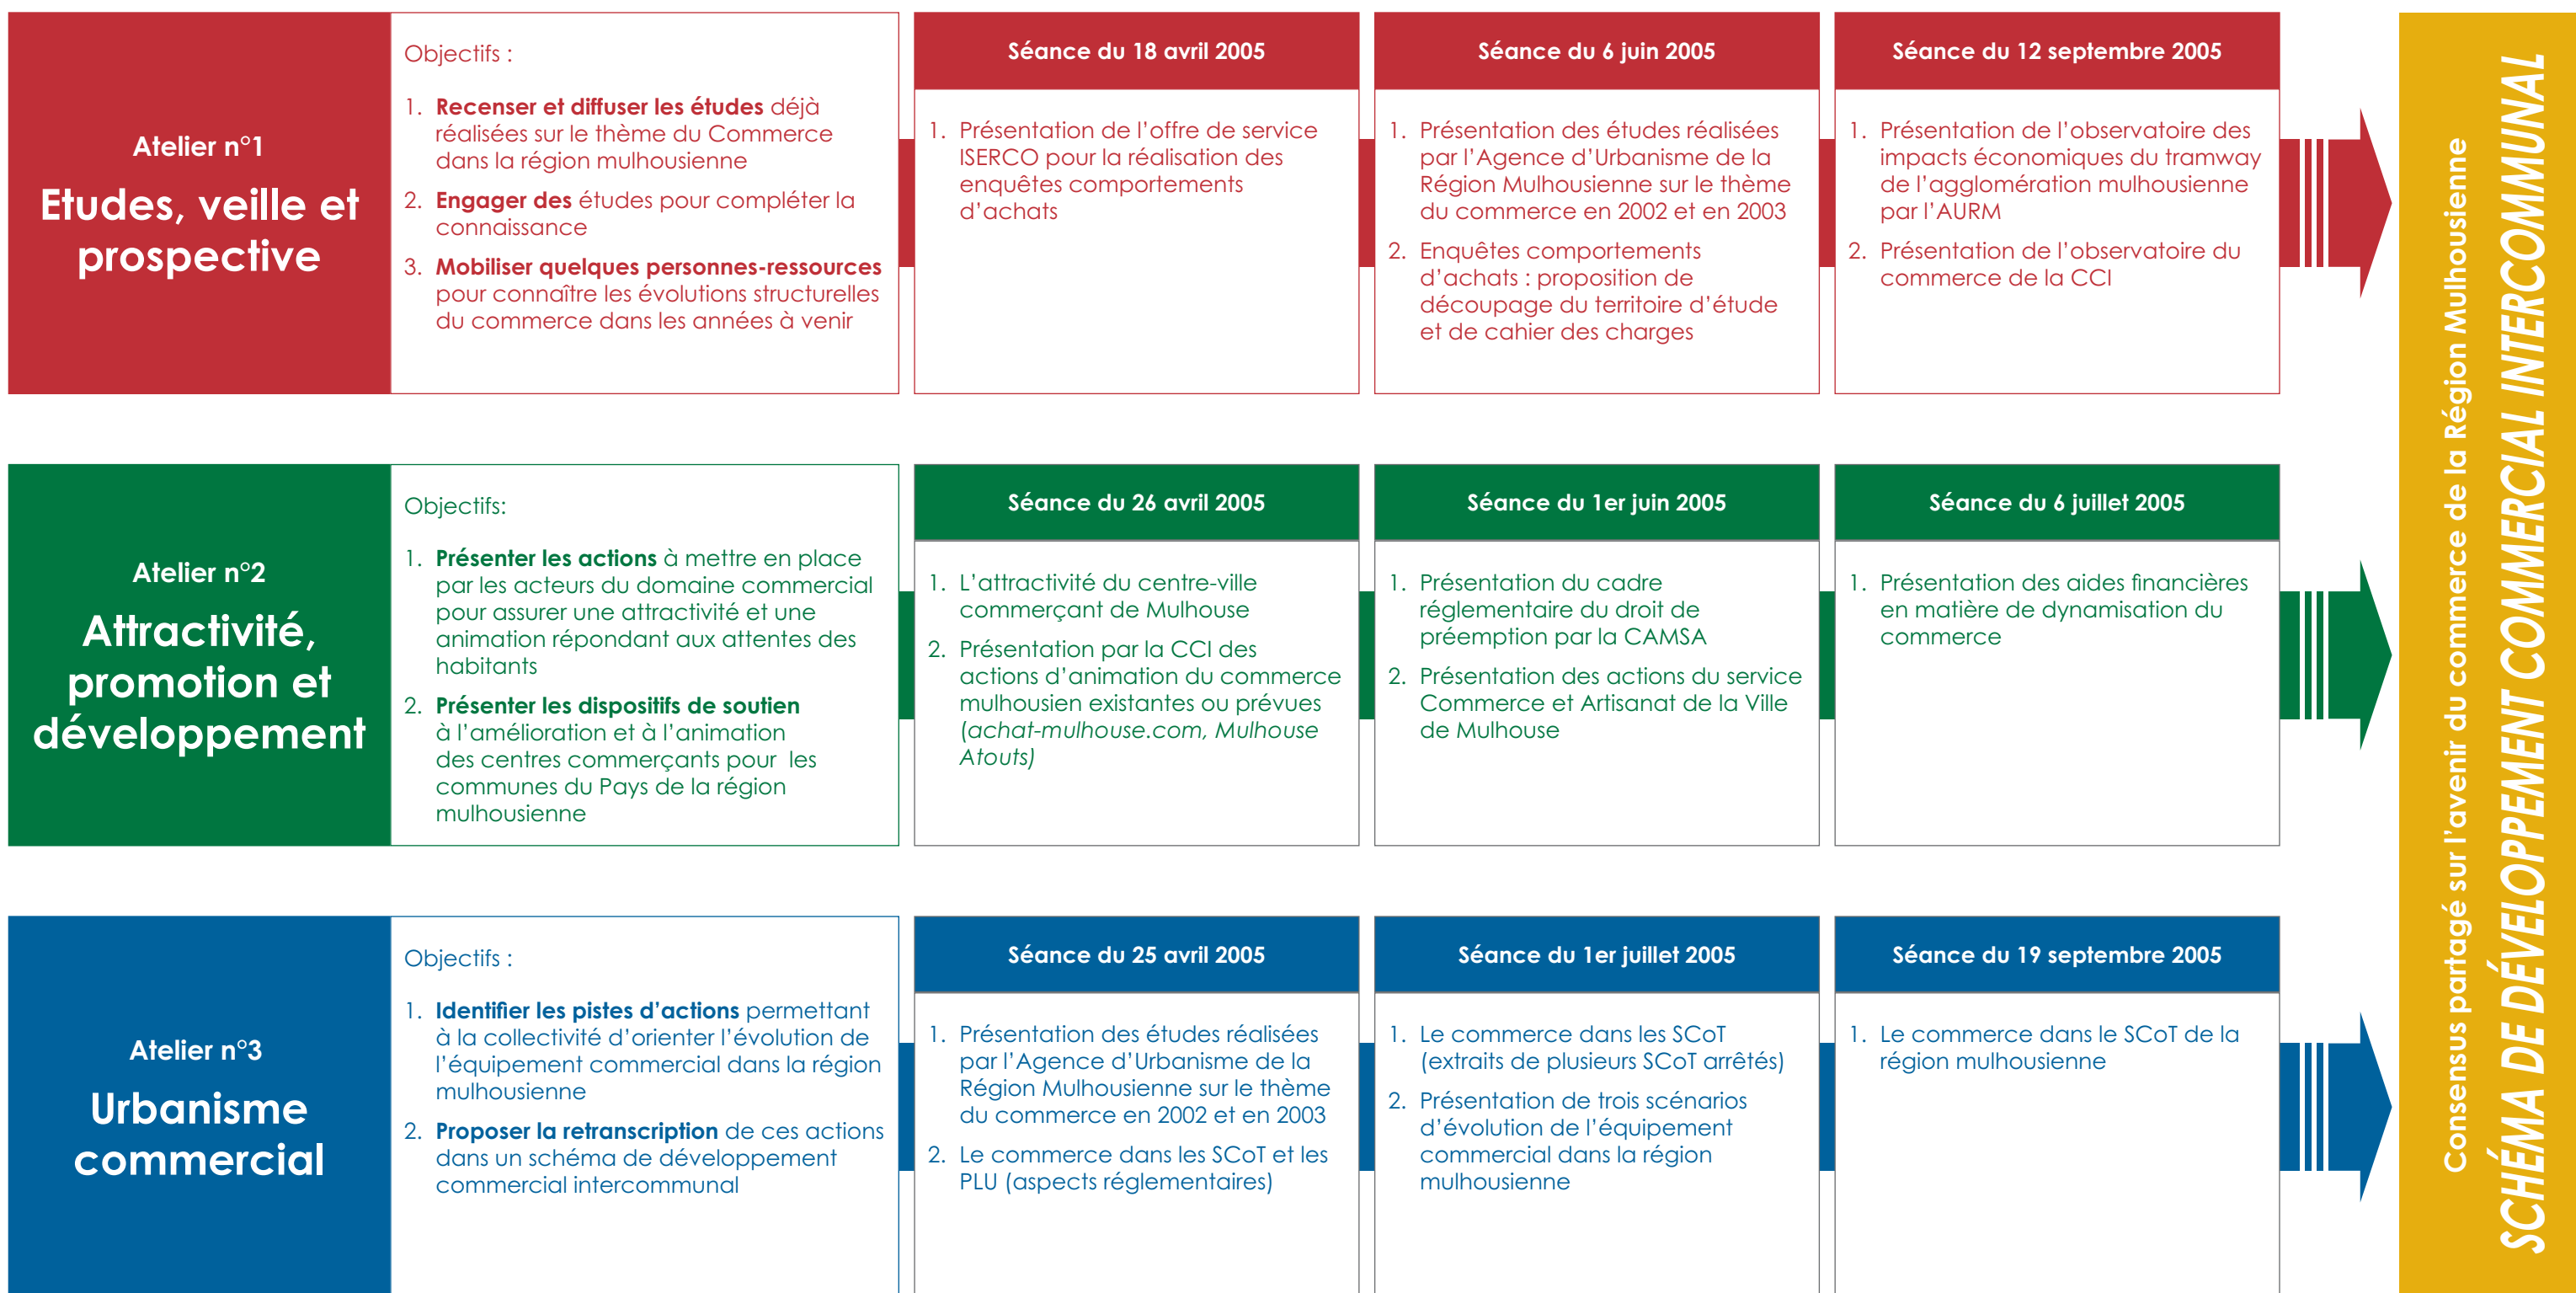 Atelier n°1
Etudes, veille et
prospective
Objectifs :
1. Recenser et diffuser les études déjà
réalisées sur le thème du Commerce
dans la région mulhousienne
2. Engager des études pour compléter la
connaissance
3. Mobiliser quelques personnes-ressources
pour connaître les évolutions structurelles
du commerce dans les années à venir
Séance du 18 avril 2005
1. Présentation de l'offre de service
ISERCO pour la réalisation des
enquêtes comportements
d'achats
Séance du 6 juin 2005
1. Présentation des études réalisées
par l'Agence d'Urbanisme de la
Région Mulhousienne sur le thème
du commerce en 2002 et en 2003
2. Enquêtes comportements
d'achats : proposition de
découpage du territoire d'étude
et de cahier des charges
Séance du 12 septembre 2005
1. Présentation de l'observatoire des
impacts économiques du tramway
de l'agglomération mulhousienne
par l'AURM
2. Présentation de l'observatoire du
commerce de la CCI
Atelier n°2
Attractivité,
promotion et
développement
Objectifs:
1. Présenter les actions à mettre en place
par les acteurs du domaine commercial
pour assurer une attractivité et une
animation répondant aux attentes des
habitants
2. Présenter les dispositifs de soutien
à l'amélioration et à l'animation
des centres commerçants pour les
communes du Pays de la région
mulhousienne
Séance du 26 avril 2005
1. L'attractivité du centre-ville
commerçant de Mulhouse
2. Présentation par la CCI des
actions d'animation du commerce
mulhousien existantes ou prévues
(achat-mulhouse.com, Mulhouse
Atouts)
Séance du 1er juin 2005
1. Présentation du cadre
réglementaire du droit de
préemption par la CAMSA
2. Présentation des actions du service
Commerce et Artisanat de la Ville
de Mulhouse
Séance du 6 juillet 2005
1. Présentation des aides financières
en matière de dynamisation du
commerce
Atelier n°3
Urbanisme
commercial
Objectifs :
1. Identifier les pistes d'actions permettant
à la collectivité d'orienter l'évolution de
l'équipement commercial dans la région
mulhousienne
2. Proposer la retranscription de ces actions
dans un schéma de développement
commercial intercommunal
Séance du 25 avril 2005
1. Présentation des études réalisées
par l'Agence d'Urbanisme de la
Région Mulhousienne sur le thème
du commerce en 2002 et en 2003
2. Le commerce dans les SCoT et les
PLU (aspects réglementaires)
Séance du 1er juillet 2005
1. Le commerce dans les SCoT
(extraits de plusieurs SCoT arrêtés)
2. Présentation de trois scénarios
d'évolution de l'équipement
commercial dans la région
mulhousienne
Séance du 19 septembre 2005
1. Le commerce dans le SCoT de la
région mulhousienne
Consensus partagé sur l'avenir du commerce de la Région Mulhousienne
SCHÉMA DE DÉVELOPPEMENT COMMERCIAL INTERCOMMUNAL